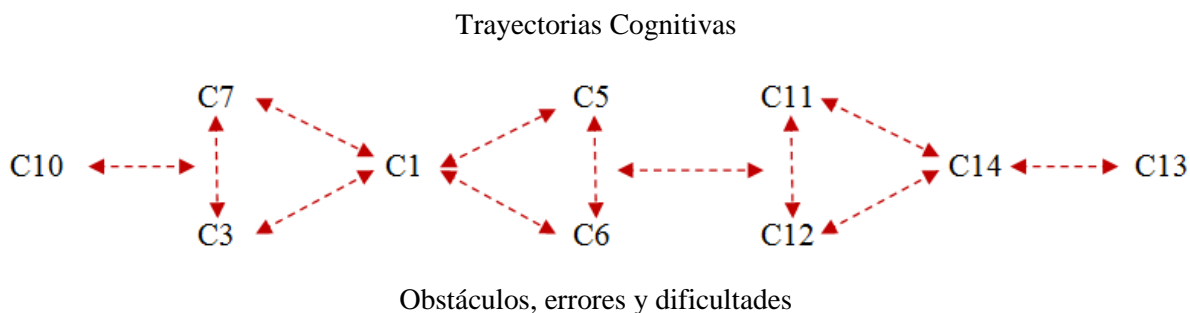 Trayectorias Cognitivas
C7 C5 C11
C10 C1 C14 C13
C3 C6 C12
Obstáculos, errores y dificultades